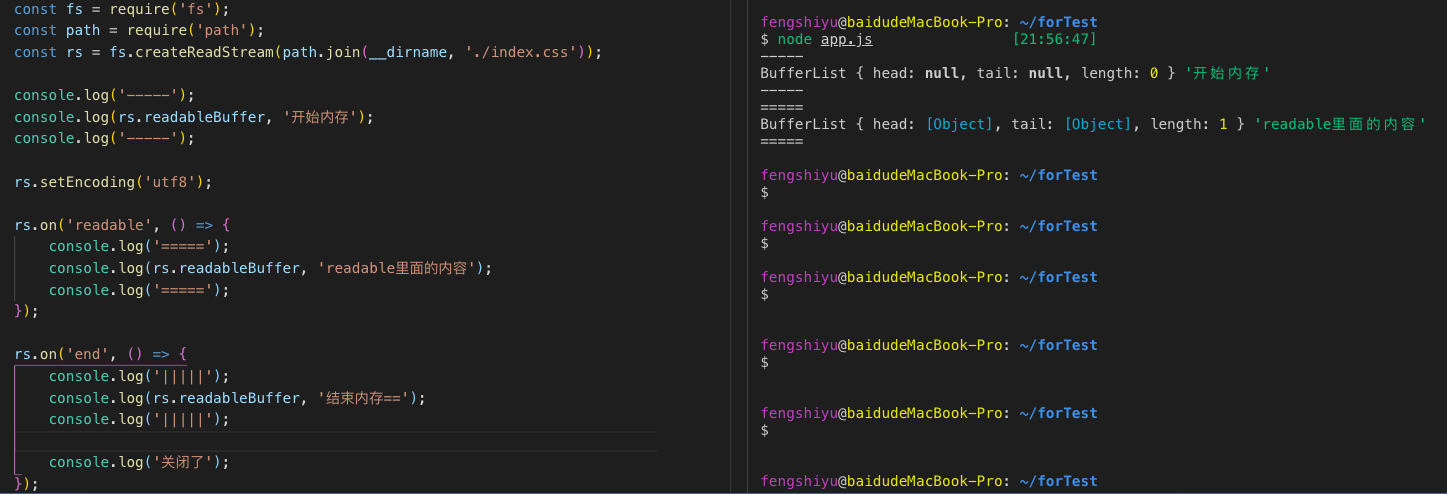 const fs = require('fs');
const path = require('path');
const rs = fs.createReadStream(path.join(__dirname, './index.css'));
console.log('-----');
console.log(rs.readableBuffer, '开始内存');
console.log('-----');
rs.setEncoding('utf8');
rs.on('readable', () => {
    console.log('=====');
    console.log(rs.readableBuffer, 'readable里面的内容');
    console.log('=====');
});
rs.on('end', () => {
    console.log('|||||');
    console.log(rs.readableBuffer, '结束内存==');
    console.log('|||||');
    console.log('关闭了');
});
fengshiyu@baidudeMacBook-Pro: ~/forTest
$ node app.js [21:56:47]
-----
BufferList { head: null, tail: null, length: 0 } '开始内存'
-----
=====
BufferList { head: [Object], tail: [Object], length: 1 } 'readable里面的内容'
=====
fengshiyu@baidudeMacBook-Pro: ~/forTest
$
fengshiyu@baidudeMacBook-Pro: ~/forTest
$
fengshiyu@baidudeMacBook-Pro: ~/forTest
$
fengshiyu@baidudeMacBook-Pro: ~/forTest
$
fengshiyu@baidudeMacBook-Pro: ~/forTest
$
fengshiyu@baidudeMacBook-Pro: ~/forTest